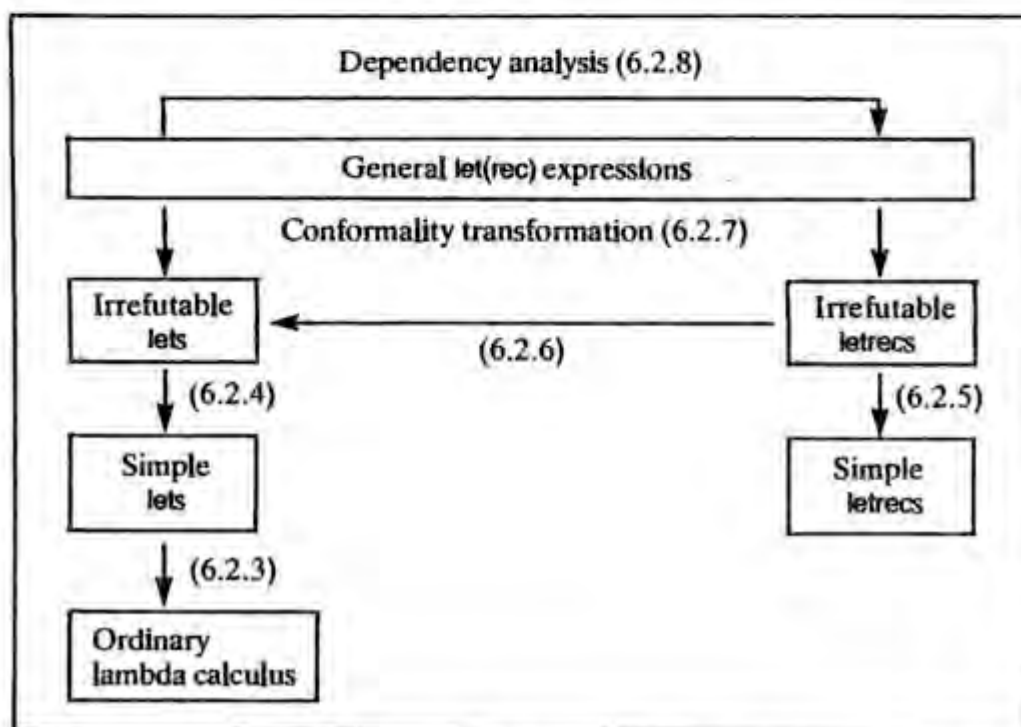 Dependency analysis (6.2.8)
General let(rec) expressions
Conformality transformation (6.2.7)
Irrefutable
lets
(6.2.6)
Irrefutable
letrecs
(6.2.4)
(6.2.5)
Simple
lets
Simple
letrecs
(6.2.3)
Ordinary
lambda calculus